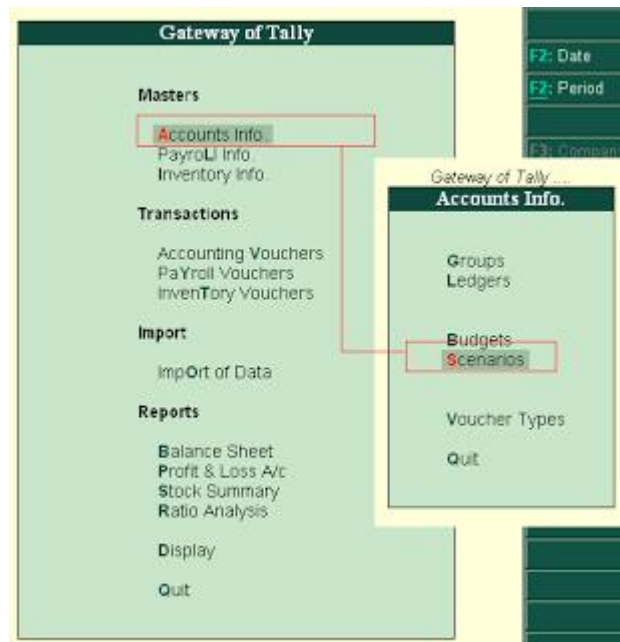 Gateway of Tally
Masters
Accounts Info.
PayroLl Info.
Inventory Info.
Transactions
Accounting Vouchers
PaYroll Vouchers
InvenTory Vouchers
Import
ImpOrt of Data
Reports
Balance Sheet
Profit & Loss A/c
Stock Summary
Ratio Analysis
Display
Quit
Gateway of Tally ....
Accounts Info.
Groups
Ledgers
Budgets
Scenarios
Voucher Types
Quit
F2: Date
F2: Period
F3: Compan